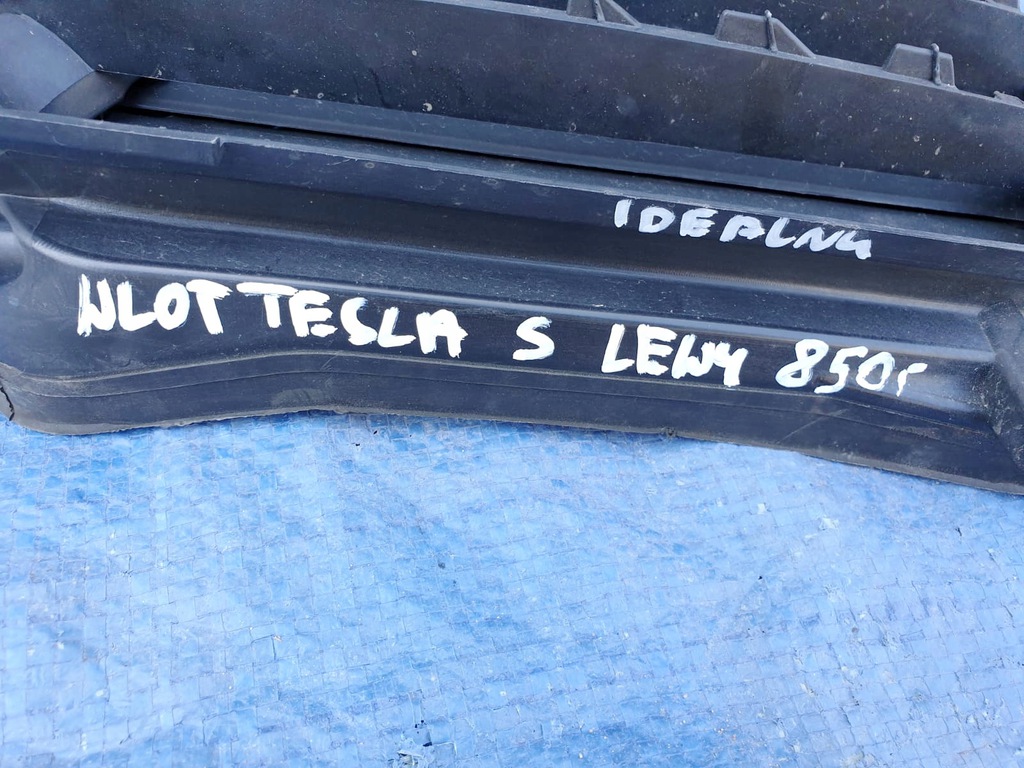 IDEALNY
WLOT TESLA S LEWY 850r